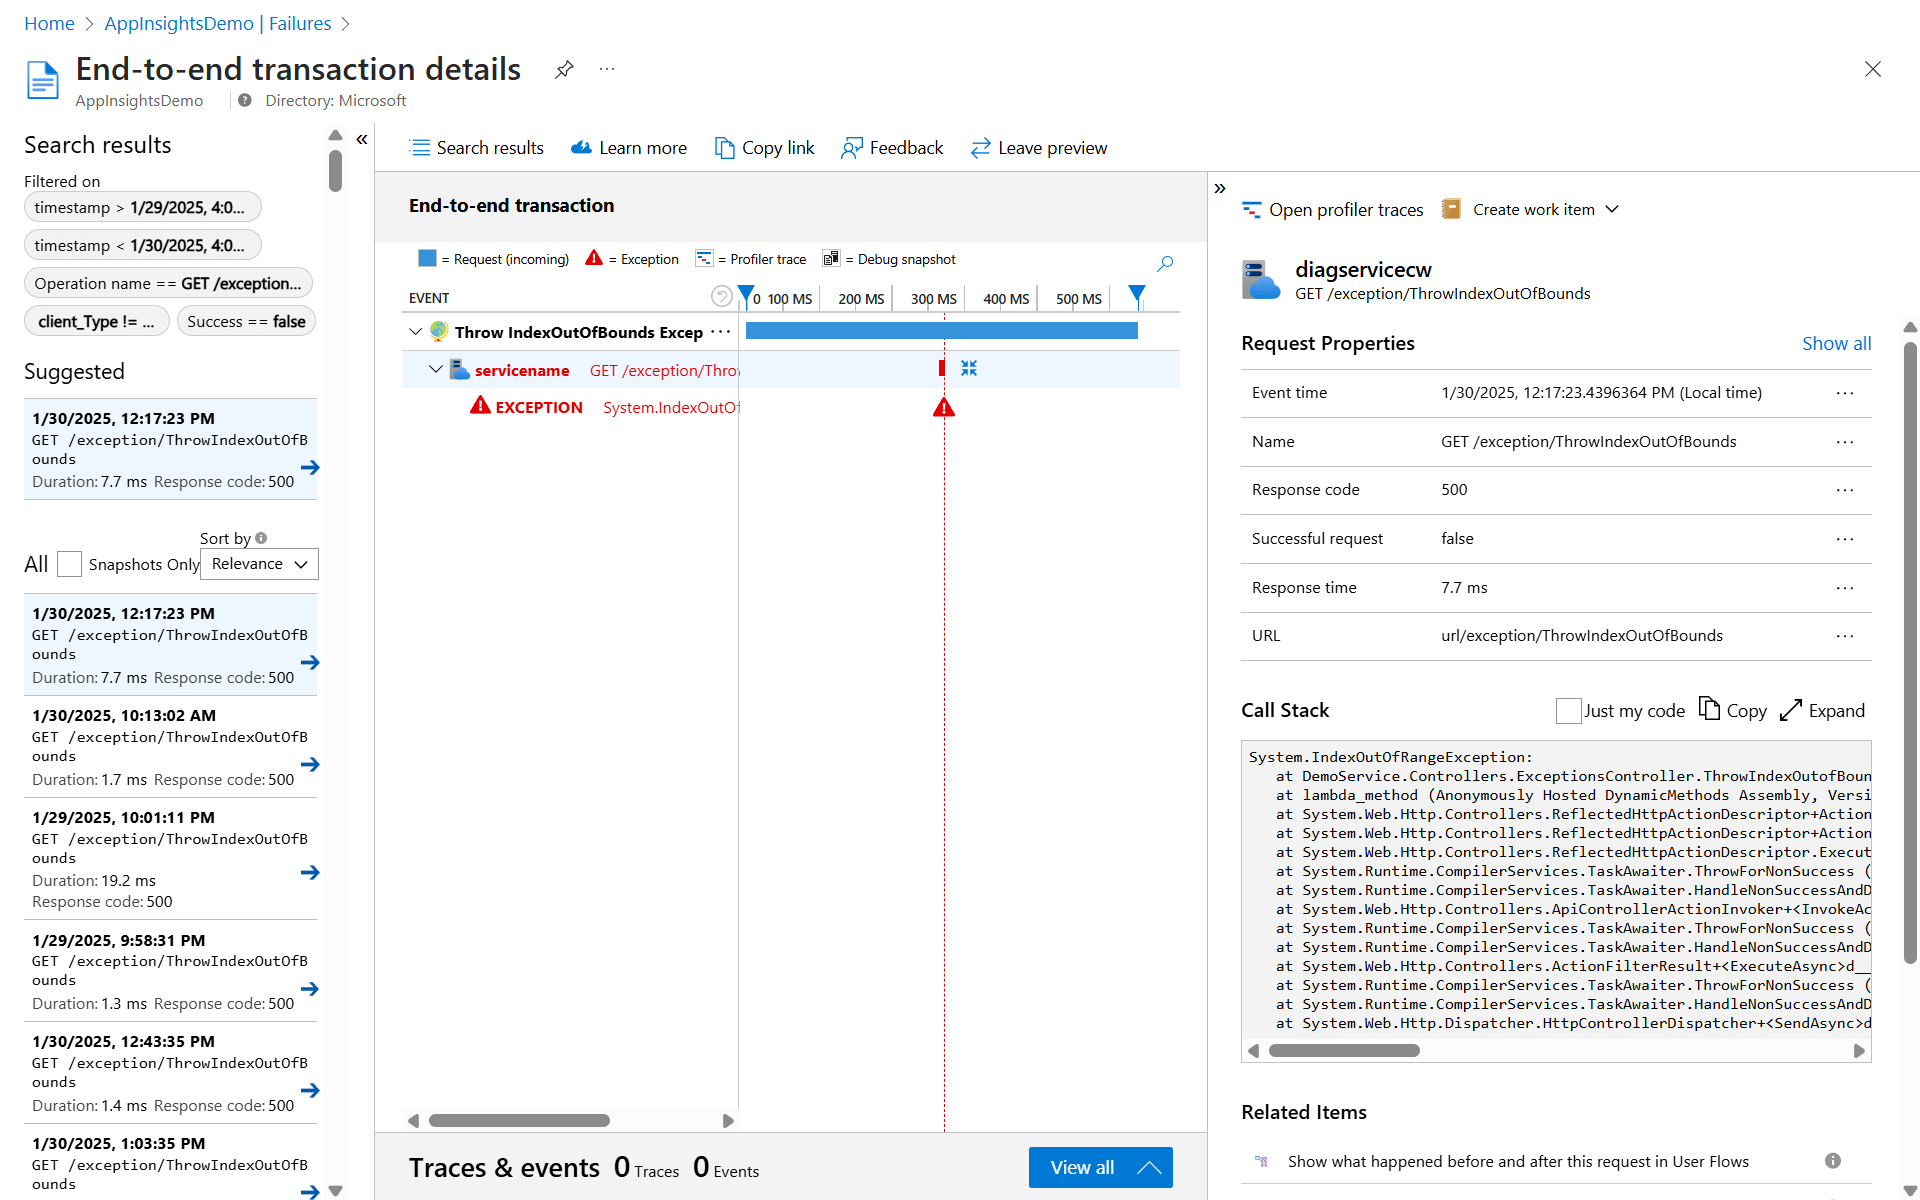 Home > AppInsightsDemo | Failures >
End-to-end transaction details
AppInsightsDemo
Directory: Microsoft
Search results
Filtered on
timestamp > 1/29/2025, 4:0...
timestamp < 1/30/2025, 4:0...
Operation name == GET /exception...
client_Type != ...
Success == false
Suggested
1/30/2025, 12:17:23 PM
GET /exception/ThrowIndexOutOfB
ounds
Duration: 7.7 ms Response code: 500
Sort by
All
Snapshots Only
Relevance
1/30/2025, 12:17:23 PM
GET /exception/ThrowIndexOutOfB
ounds
Duration: 7.7 ms Response code: 500
1/30/2025, 10:13:02 AM
GET /exception/ThrowIndexOutOfB
ounds
Duration: 1.7 ms Response code: 500
1/29/2025, 10:01:11 PM
GET /exception/ThrowIndexOutOfB
ounds
Duration: 19.2 ms
Response code: 500
1/29/2025, 9:58:31 PM
GET /exception/ThrowIndexOutOfB
ounds
Duration: 1.3 ms Response code: 500
1/30/2025, 12:43:35 PM
GET /exception/ThrowIndexOutOfB
ounds
Duration: 1.4 ms Response code: 500
1/30/2025, 1:03:35 PM
GET /exception/ThrowIndexOutOfB
ounds
Search results
Learn more
Copy link
Feedback
Leave preview
End-to-end transaction
= Request (incoming)
= Exception
= Profiler trace
= Debug snapshot
EVENT
0 100 MS 200 MS 300 MS 400 MS 500 MS
Throw IndexOutOfBounds Excep ...
servicename GET /exception/Throw
EXCEPTION System.IndexOutOf
Traces & events 0 Traces 0 Events
View all
Open profiler traces
Create work item
diagservicecw
GET /exception/ThrowIndexOutOfBounds
Request Properties
Show all
Event time 1/30/2025, 12:17:23.4396364 PM (Local time) ...
Name GET /exception/ThrowIndexOutOfBounds ...
Response code 500 ...
Successful request false ...
Response time 7.7 ms ...
URL url/exception/ThrowIndexOutOfBounds ...
Call Stack
Just my code
Copy
Expand
System.IndexOutOfRangeException:
at DemoService.Controllers.ExceptionsController.ThrowIndexOutofBoun
at lambda_method (Anonymously Hosted DynamicMethods Assembly, Versi
at System.Web.Http.Controllers.ReflectedHttpActionDescriptor+Action
at System.Web.Http.Controllers.ReflectedHttpActionDescriptor+Action
at System.Web.Http.Controllers.ReflectedHttpActionDescriptor.Execut
at System.Runtime.CompilerServices.TaskAwaiter.ThrowForNonSuccess (
at System.Runtime.CompilerServices.TaskAwaiter.HandleNonSuccessAndD
at System.Web.Http.Controllers.ApiControllerActionInvoker+<InvokeAc
at System.Runtime.CompilerServices.TaskAwaiter.ThrowForNonSuccess (
at System.Runtime.CompilerServices.TaskAwaiter.HandleNonSuccessAndD
at System.Web.Http.Controllers.ActionFilterResult+<ExecuteAsync>d__
at System.Runtime.CompilerServices.TaskAwaiter.ThrowForNonSuccess (
at System.Runtime.CompilerServices.TaskAwaiter.HandleNonSuccessAndD
at System.Web.Http.Dispatcher.HttpControllerDispatcher+<SendAsync>d
Related Items
Show what happened before and after this request in User Flows